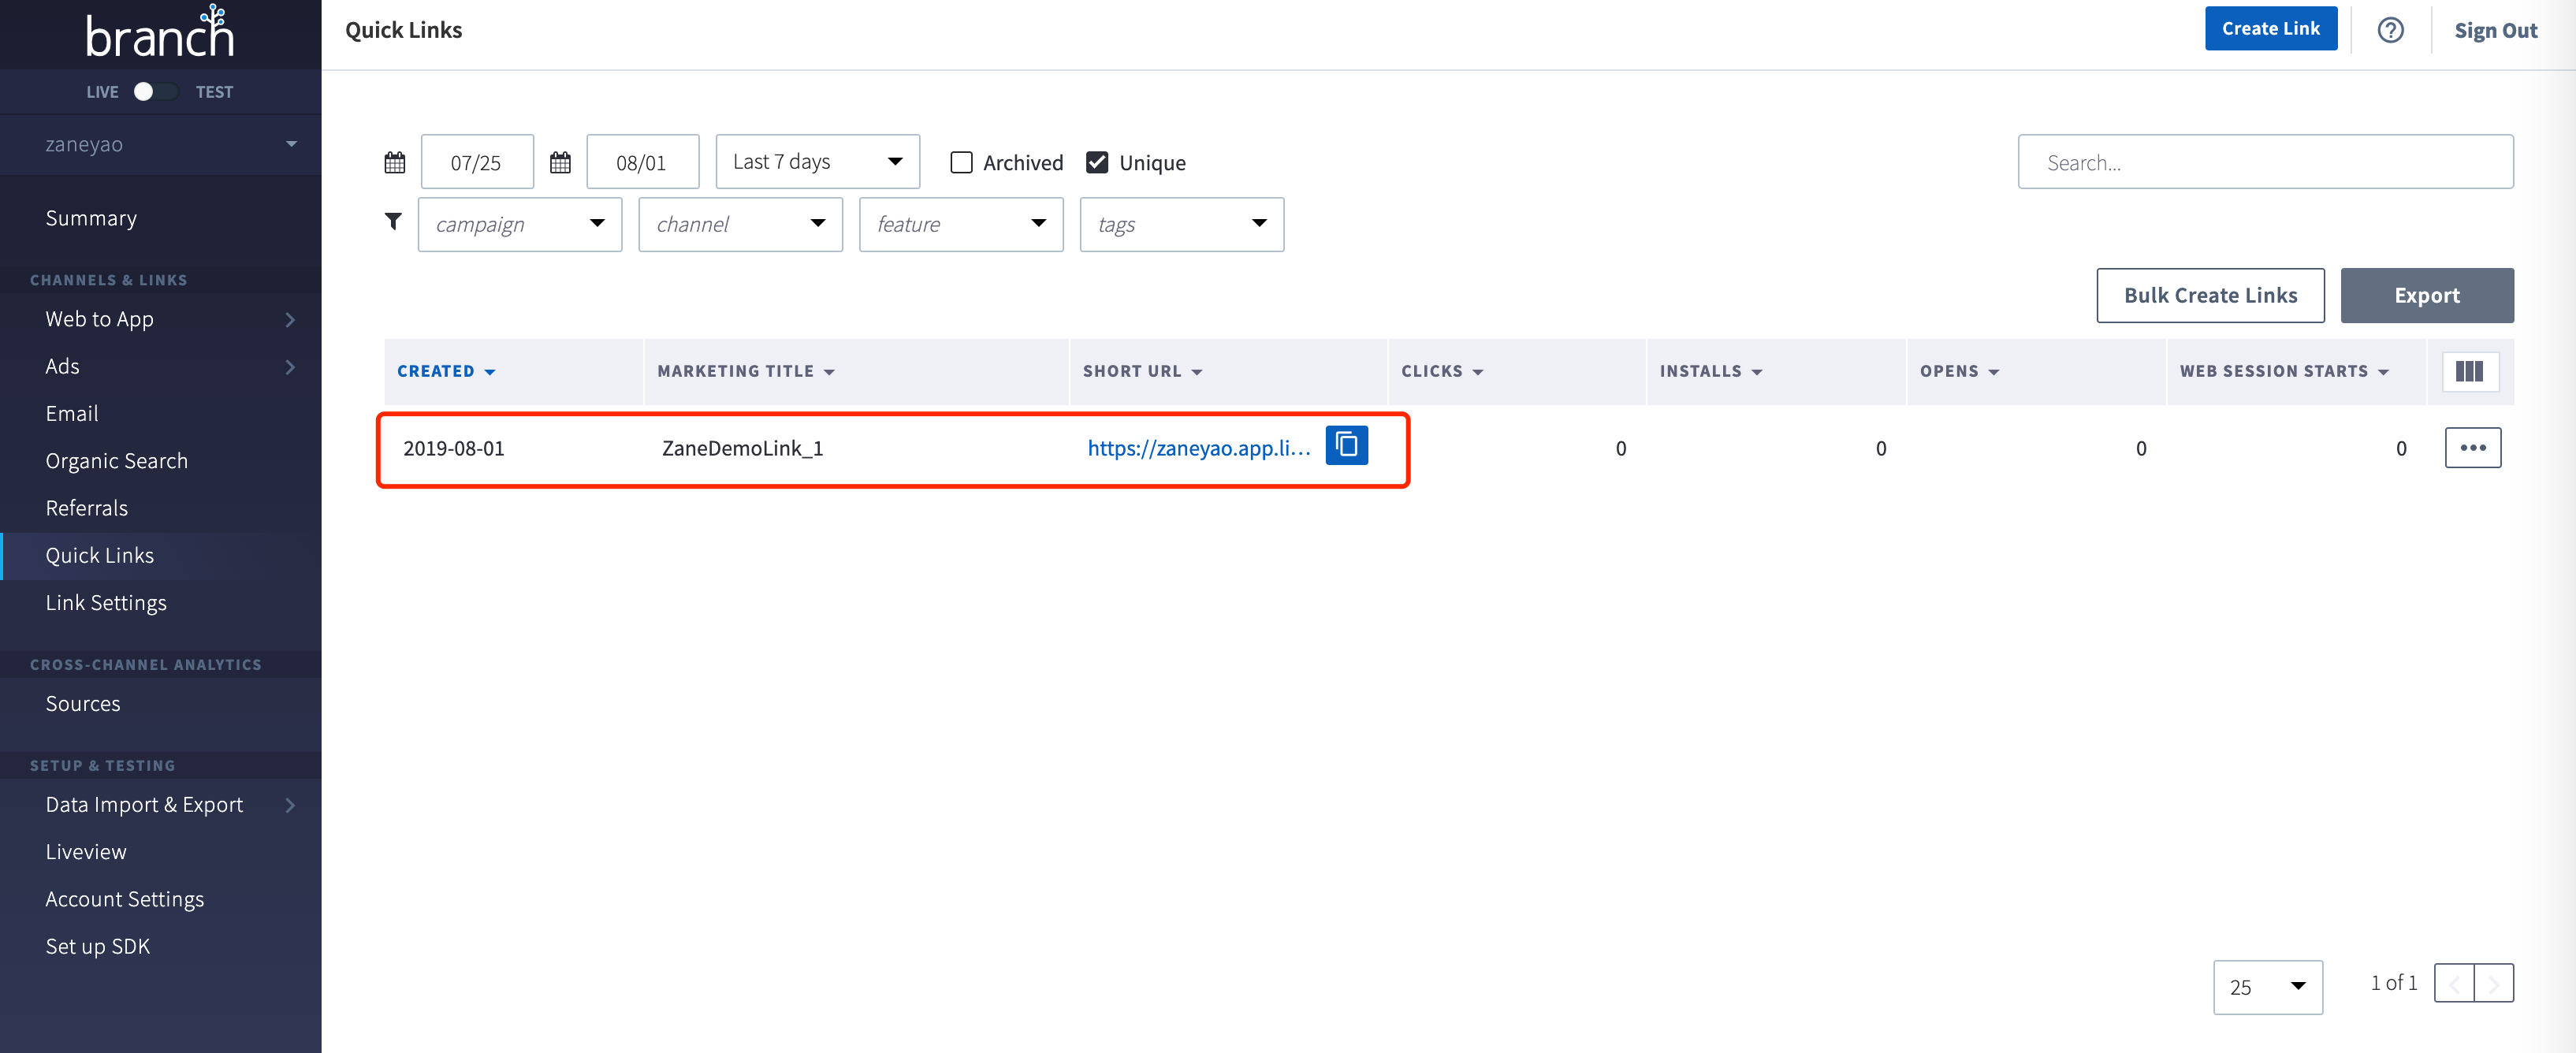 branch
LIVE TEST
zaneyao
Summary
CHANNELS & LINKS
Web to App
Ads
Email
Organic Search
Referrals
Quick Links
Link Settings
CROSS-CHANNEL ANALYTICS
Sources
SETUP & TESTING
Data Import & Export
Liveview
Account Settings
Set up SDK
Quick Links
Create Link
?
Sign Out
07/25 08/01 Last 7 days Archived Unique
Search...
campaign channel feature tags
Bulk Create Links Export
CREATED MARKETING TITLE SHORT URL CLICKS INSTALLS OPENS WEB SESSION STARTS
2019-08-01 ZaneDemoLink_1 https://zaneyao.app.li... 0 0 0 0
25 1 of 1